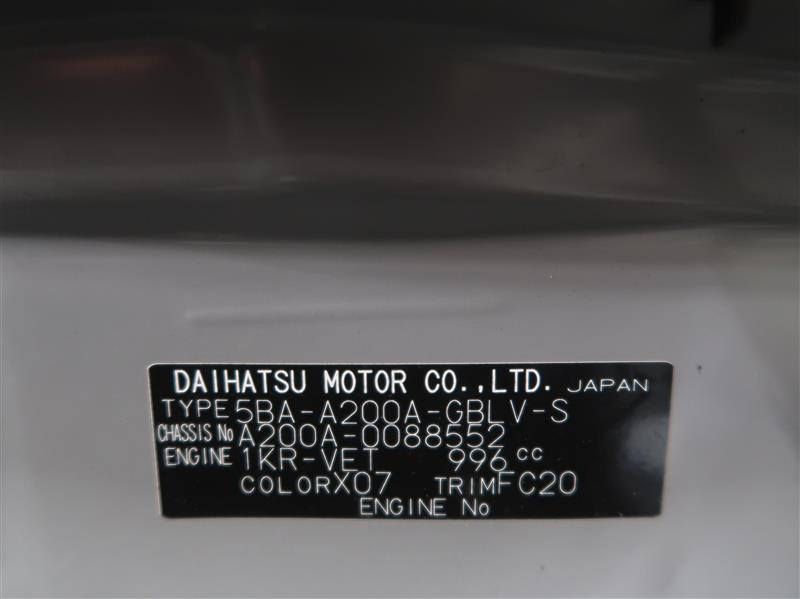 DAIHATSU MOTOR CO.,LTD. JAPAN
TYPE 5BA-A200A-GBLV-S
CHASSIS No A200A-0088552
ENGINE 1KR-VET 996 cc
COLOR X07 TRIM FC20
ENGINE No